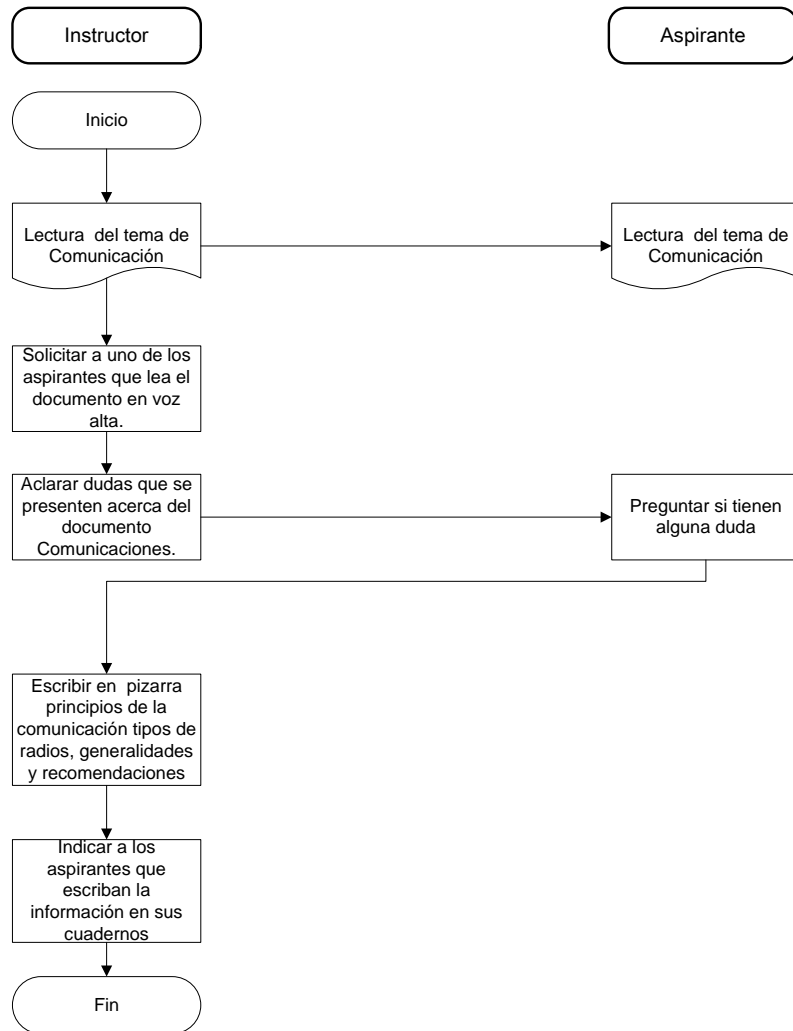 Instructor
Aspirante
Inicio
Lectura del tema de
Comunicación
Lectura del tema de
Comunicación
Solicitar a uno de los
aspirantes que lea el
documento en voz
alta.
Aclarar dudas que se
presenten acerca del
documento
Comunicaciones.
Preguntar si tienen
alguna duda
Escribir en pizarra
principios de la
comunicación tipos de
radios, generalidades
y recomendaciones
Indicar a los
aspirantes que
escriban la
información en sus
cuadernos
Fin